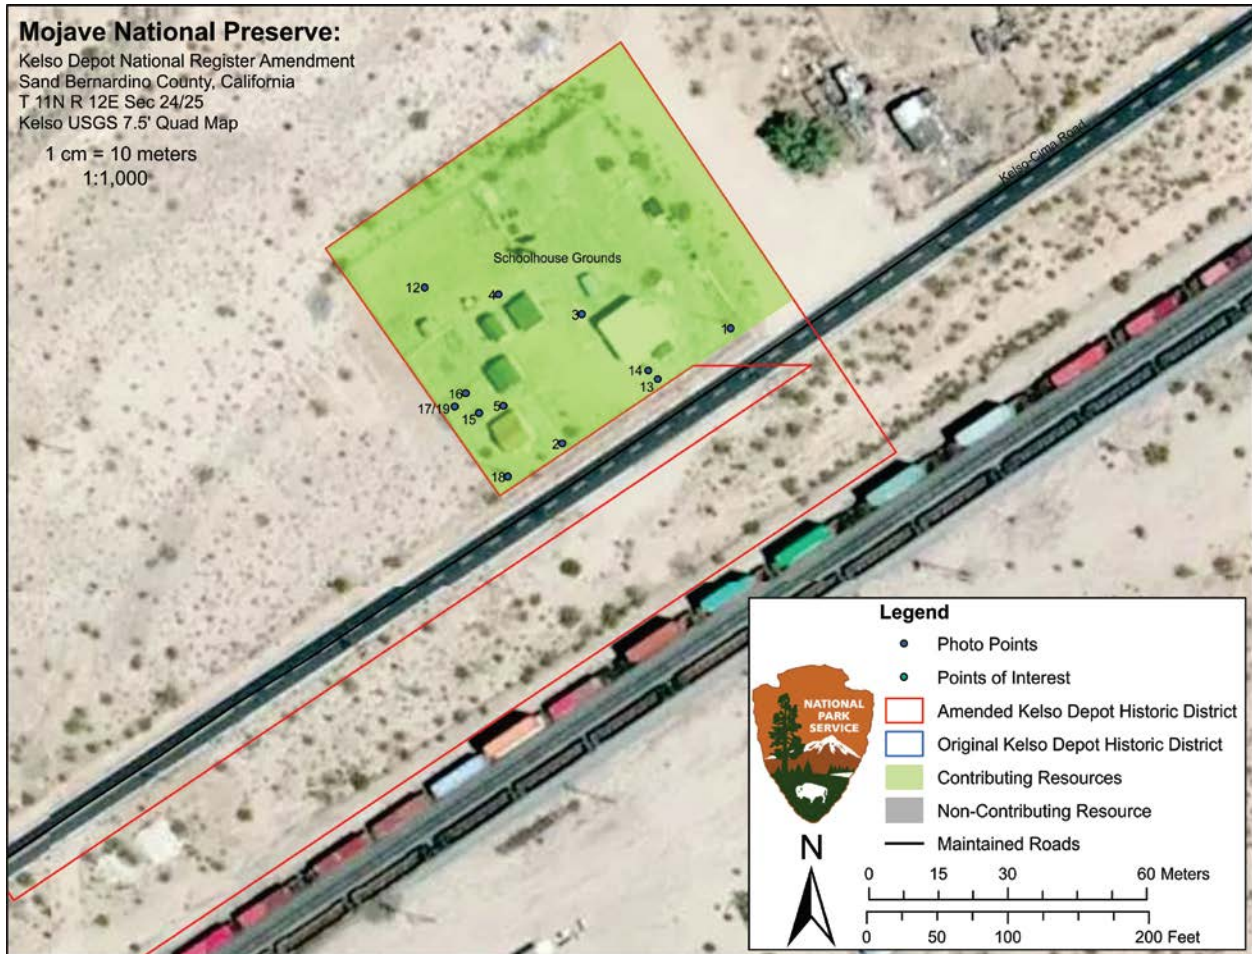 Mojave National Preserve:
Kelso Depot National Register Amendment
Sand Bernardino County, California
T 11N R 12E Sec 24/25
Kelso USGS 7.5' Quad Map
1 cm = 10 meters
1:1,000
Kelso-Cima Road
Schoolhouse Grounds
12
4
3
1
14
13
16
17/19
15
5
2
18
Legend
Photo Points
Points of Interest
Amended Kelso Depot Historic District
Original Kelso Depot Historic District
Contributing Resources
Non-Contributing Resource
Maintained Roads
NATIONAL
PARK
SERVICE
N
0 15 30 60 Meters
0 50 100 200 Feet